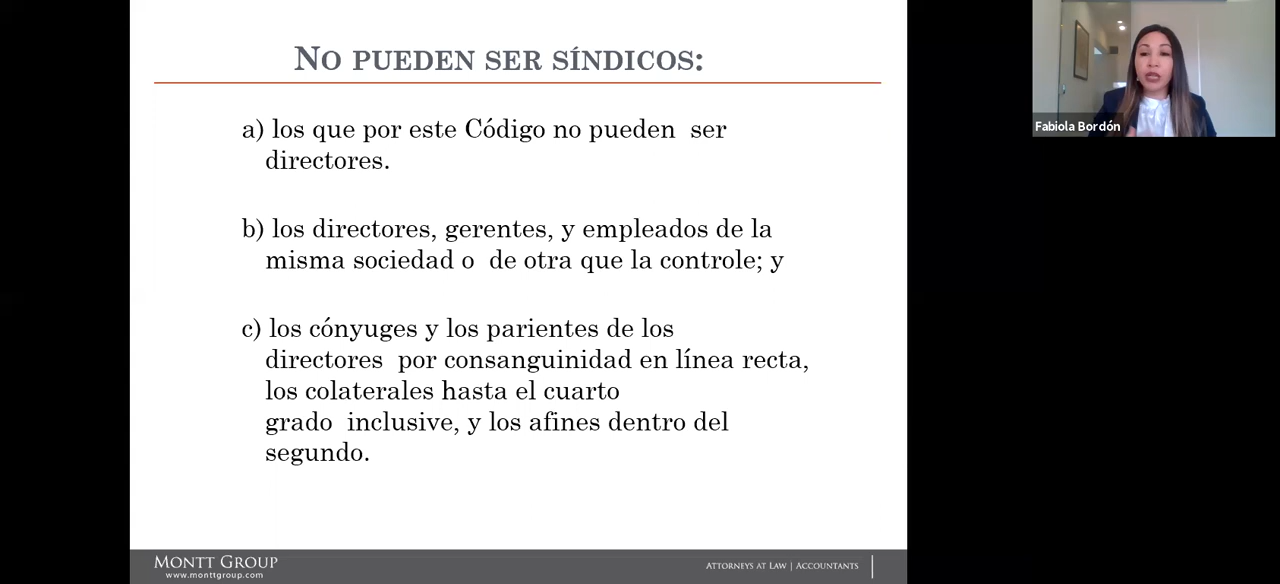 NO PUEDEN SER SÍNDICOS:
a) los que por este Código no pueden ser
directores.
b) los directores, gerentes, y empleados de la
misma sociedad o de otra que la controle; y
c) los cónyuges y los parientes de los
directores por consanguinidad en línea recta,
los colaterales hasta el cuarto
grado inclusive, y los afines dentro del
segundo.
MONTT GROUP
www.monttgroup.com
ATTORNEYS AT LAW | ACCOUNTANTS
Fabiola Bordón